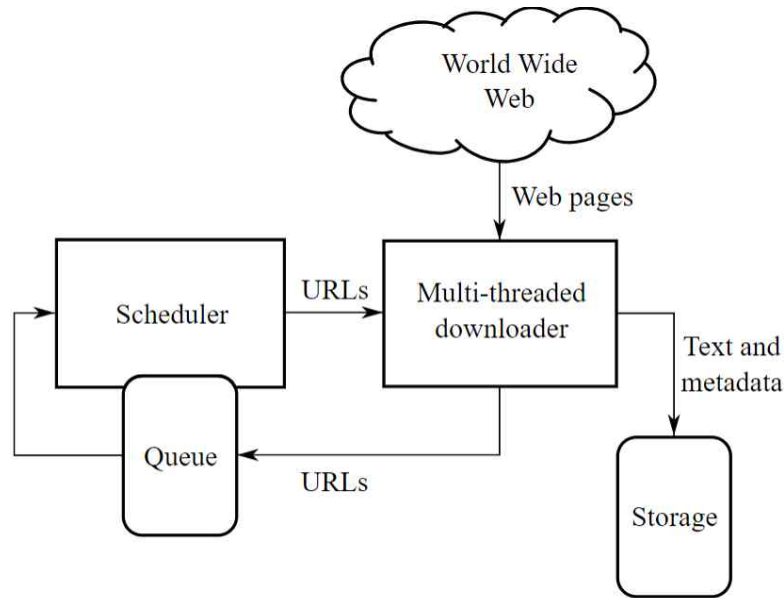 World Wide
Web
Web pages
Scheduler
URLs
Multi-threaded
downloader
Text and
metadata
Queue
URLs
Storage